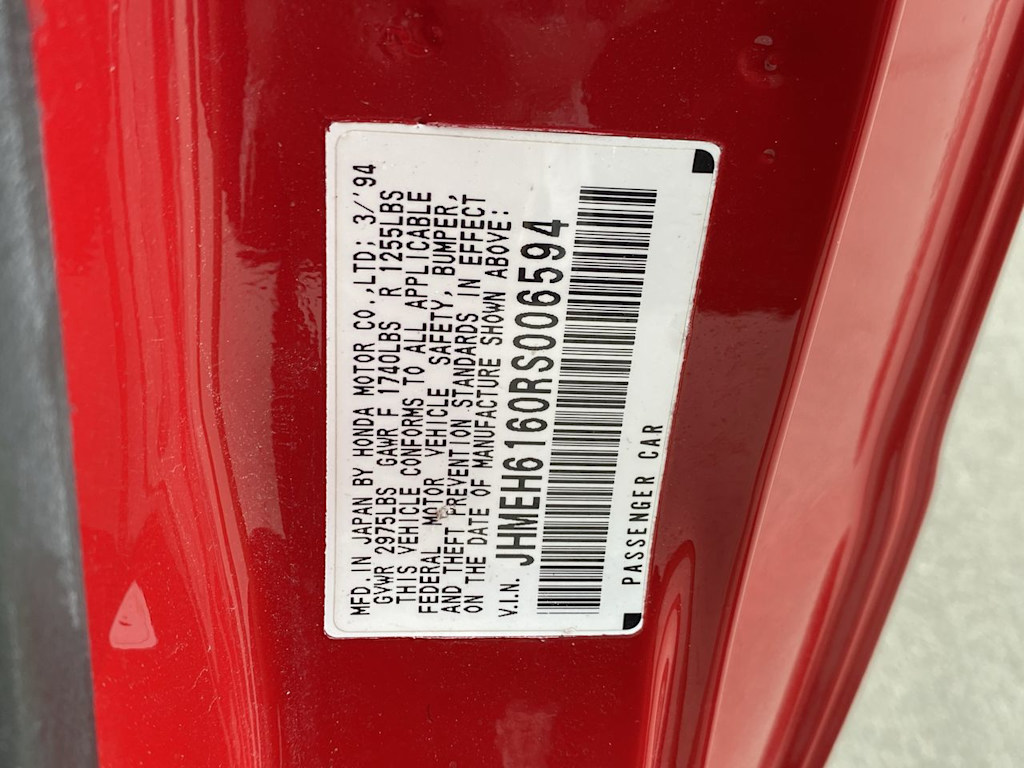 MFD. IN JAPAN BY HONDA MOTOR CO.,LTD; 3/'94
GVWR 2975LBS GAWR F 1740LBS R 1255LBS
THIS VEHICLE CONFORMS TO ALL APPLICABLE
FEDERAL MOTOR VEHICLE SAFETY, BUMPER,
AND THEFT PREVENTION STANDARDS IN EFFECT
ON THE DATE OF MANUFACTURE SHOWN ABOVE:
V.I.N. JHMEH6160RS006594
PASSENGER CAR